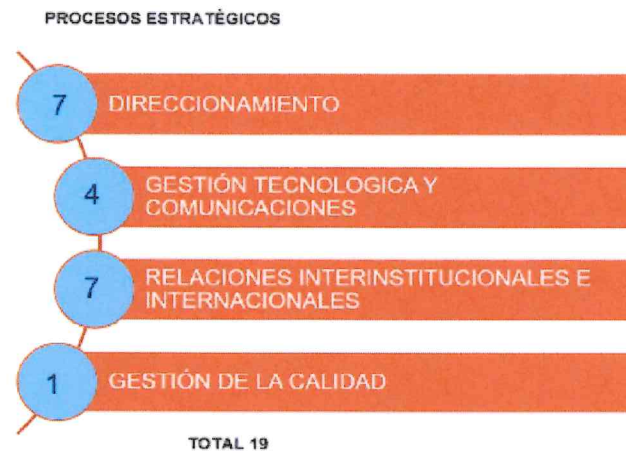 PROCESOS ESTRATÉGICOS
7 DIRECCIONAMIENTO
4 GESTIÓN TECNOLOGICA Y
COMUNICACIONES
7 RELACIONES INTERINSTITUCIONALES E
INTERNACIONALES
1 GESTIÓN DE LA CALIDAD
TOTAL 19